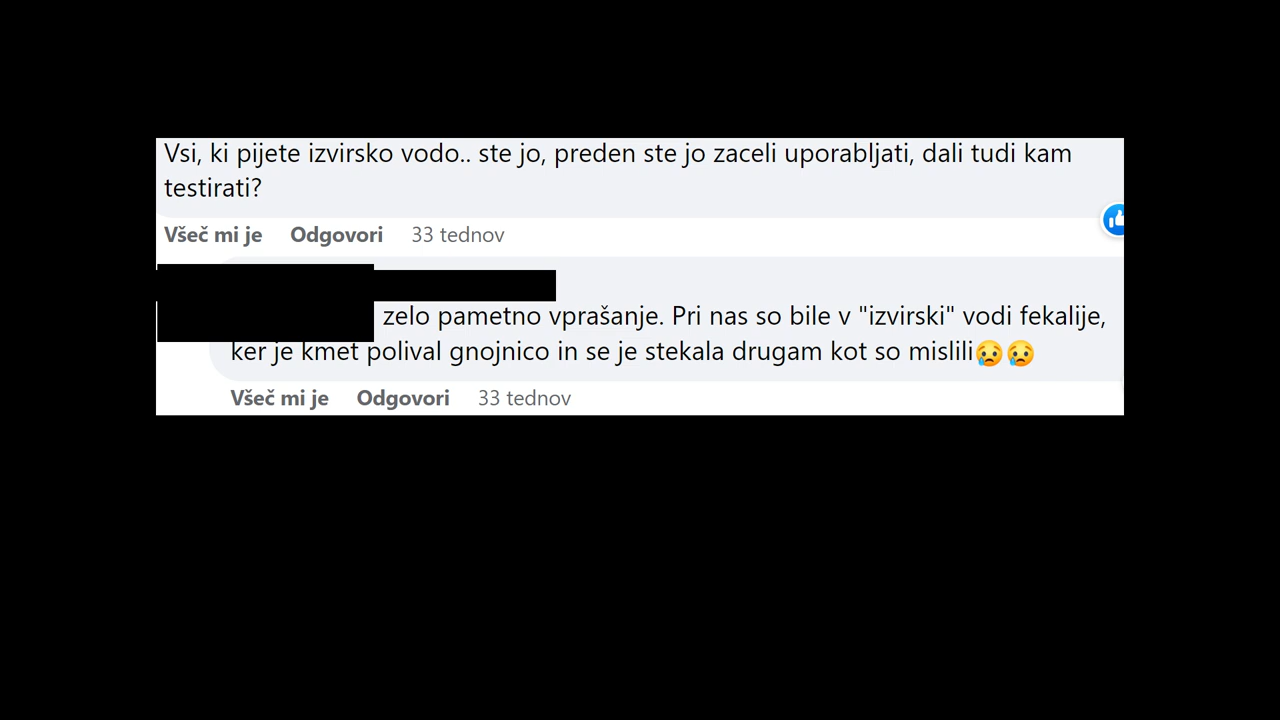 Vsi, ki pijete izvirsko vodo.. ste jo, preden ste jo zaceli uporabljati, dali tudi kam
testirati?
Všeč mi je Odgovori 33 tednov
zelo pametno vprašanje. Pri nas so bile v "izvirski" vodi fekalije,
ker je kmet polival gnojnico in se je stekala drugam kot so mislili😥😥
Všeč mi je Odgovori 33 tednov